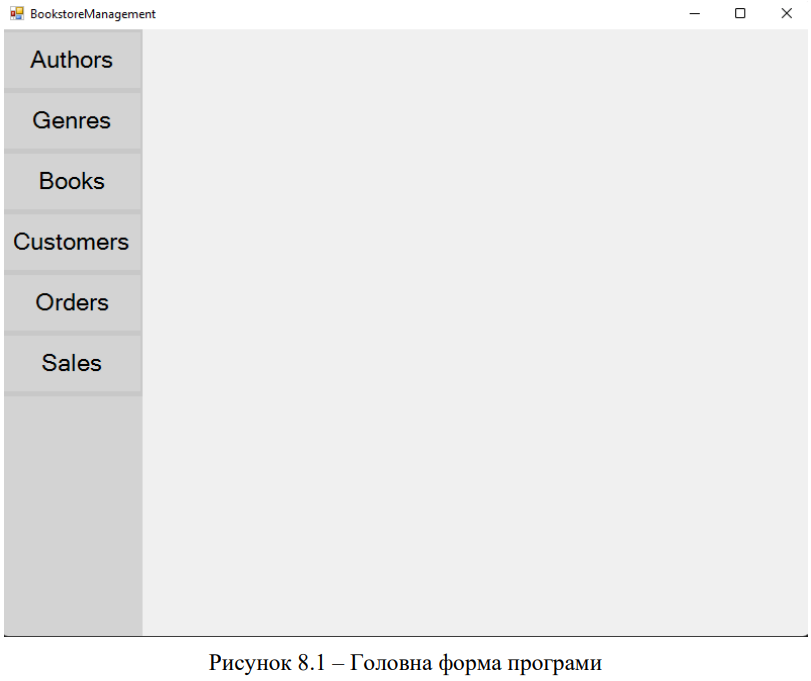 BookstoreManagement
Authors
Genres
Books
Customers
Orders
Sales
Рисунок 8.1 – Головна форма програми